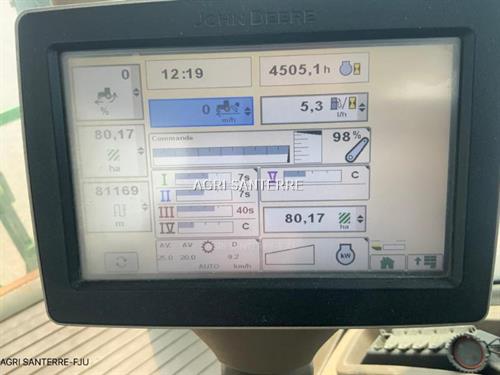 JOHN DEERE
0
%
12:19
4505,1 h
0
m/h
5,3
l/h
80,17
ha
Commande
98 %
81169
m
I 7s
II 7s
III 40s
IV C
V C
AGRI SANTERRE
80,17
ha
AV. AV D
25.0 20.0 9.2
AUTO km/h
kW
AGRI SANTERRE-FJU